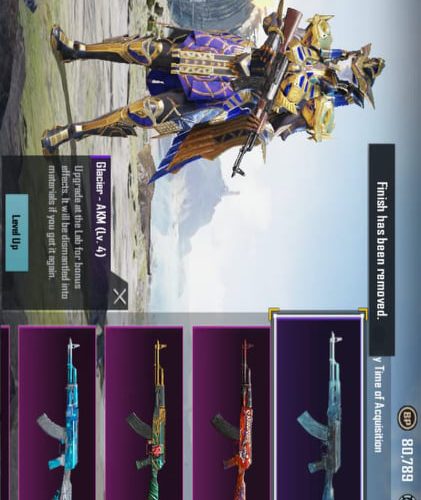 Finish has been removed.
y Time of Acquisition
BP 80,789
Glacier - AKM (Lv. 4)
Upgrade at the Lab for bonus
effects. It will be dismantled into
materials if you get it again.
Level Up